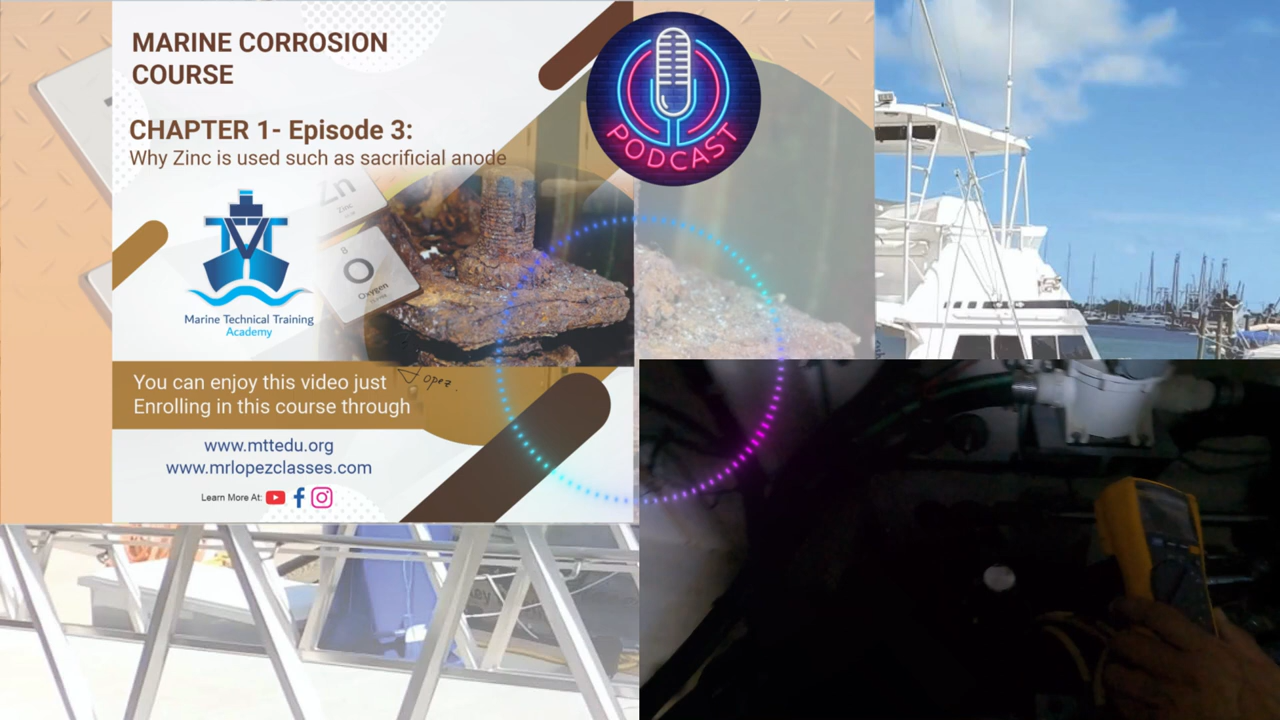 MARINE CORROSION
COURSE
CHAPTER 1- Episode 3:
Why Zinc is used such as sacrificial anode
PODCAST
Zn
Zinc
8
O
Oxygen
Marine Technical Training
Academy
You can enjoy this video just
Enrolling in this course through
Lopez.
www.mttedu.org
www.mrlopezclasses.com
Learn More At: